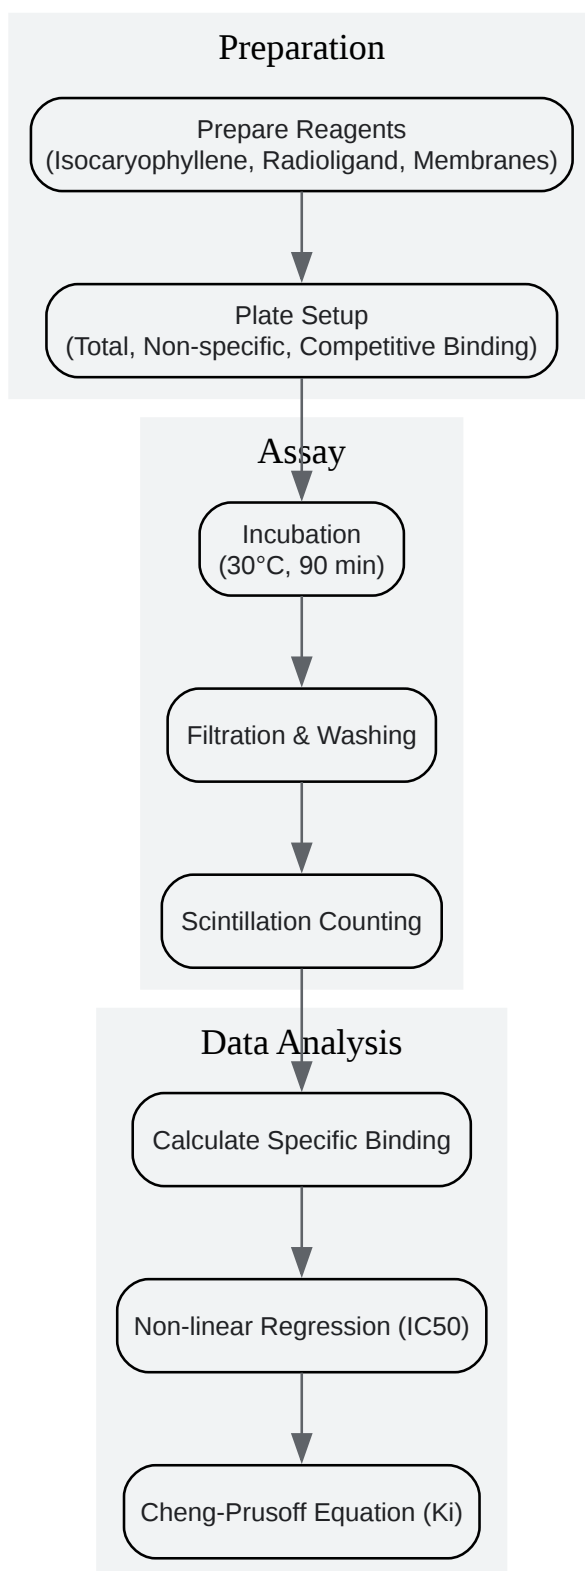 Preparation
Prepare Reagents
(Isocaryophyllene, Radioligand, Membranes)
Plate Setup
(Total, Non-specific, Competitive Binding)
Assay
Incubation
(30°C, 90 min)
Filtration & Washing
Scintillation Counting
Data Analysis
Calculate Specific Binding
Non-linear Regression (IC50)
Cheng-Prusoff Equation (Ki)